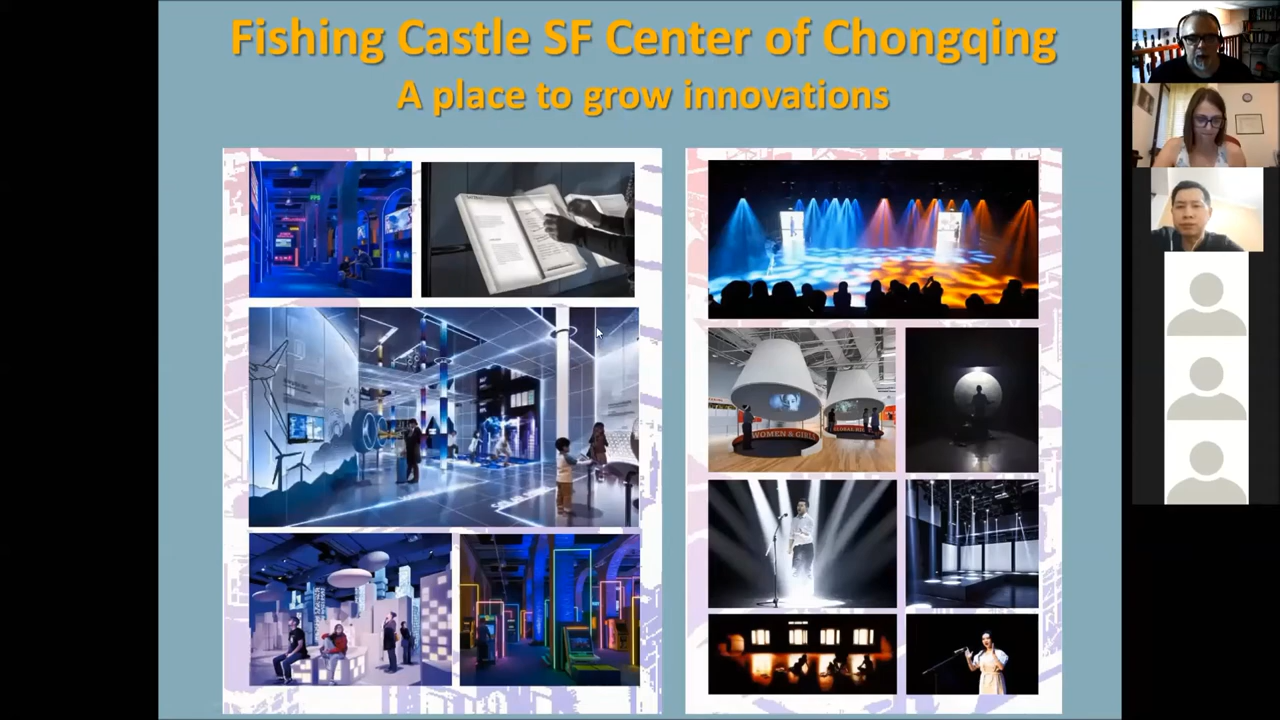 Fishing Castle SF Center of Chongqing
A place to grow innovations
WOMEN & GIRLS